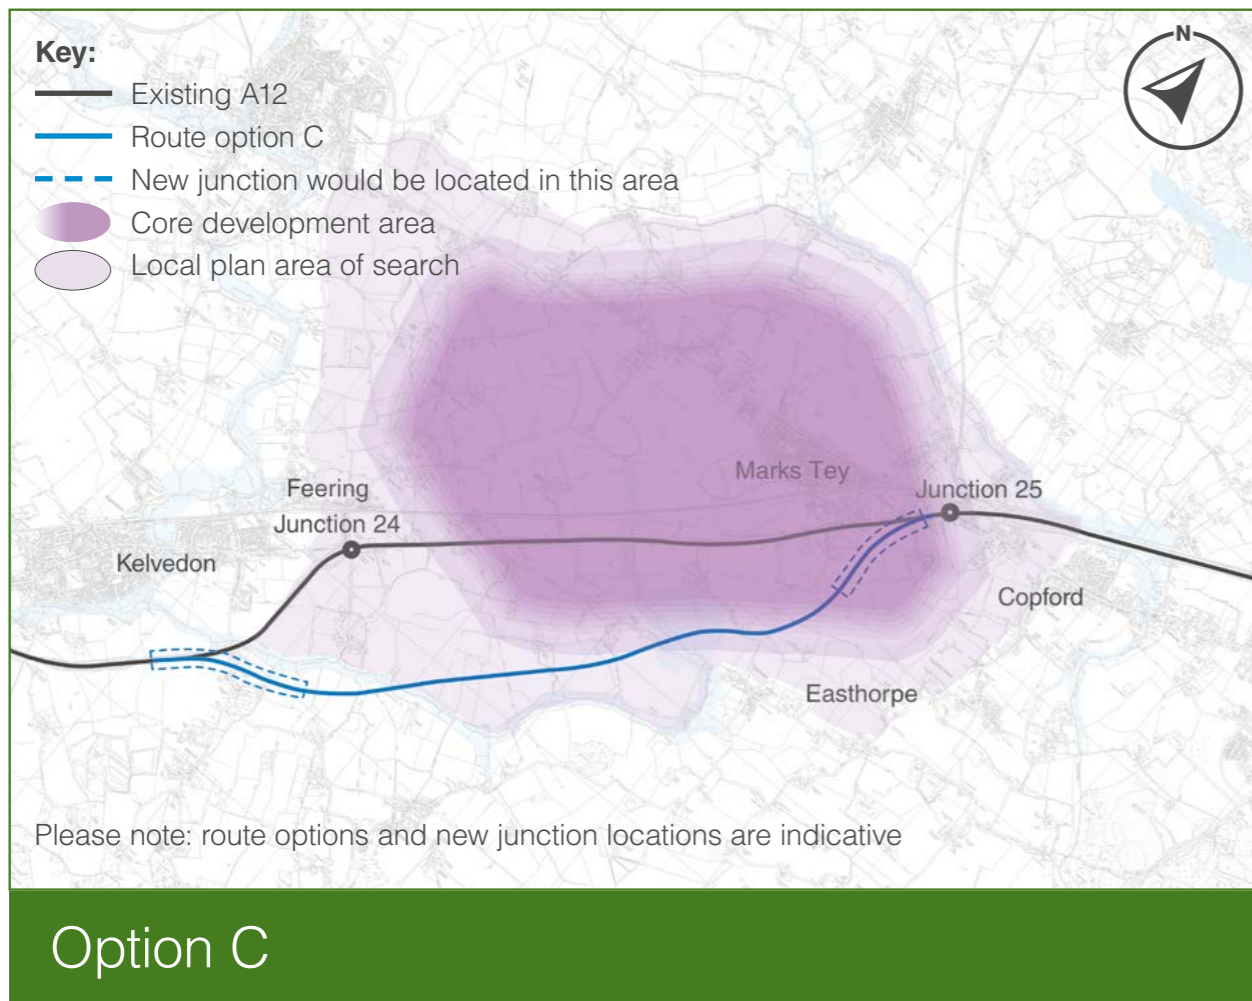 Key:
Existing A12
Route option C
New junction would be located in this area
Core development area
Local plan area of search
N
Marks Tey
Feering
Junction 25
Junction 24
Kelvedon
Copford
Easthorpe
Please note: route options and new junction locations are indicative
Option C